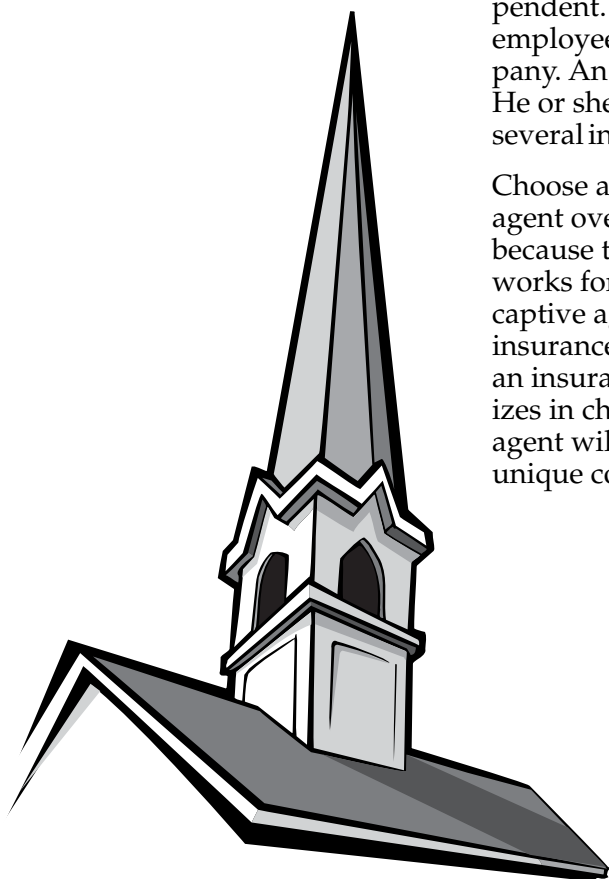 pendent.
employee
pany. An
He or she
several in
Choose a
agent ove
because t
works for
captive a
insurance
an insura
izes in ch
agent wil
unique co